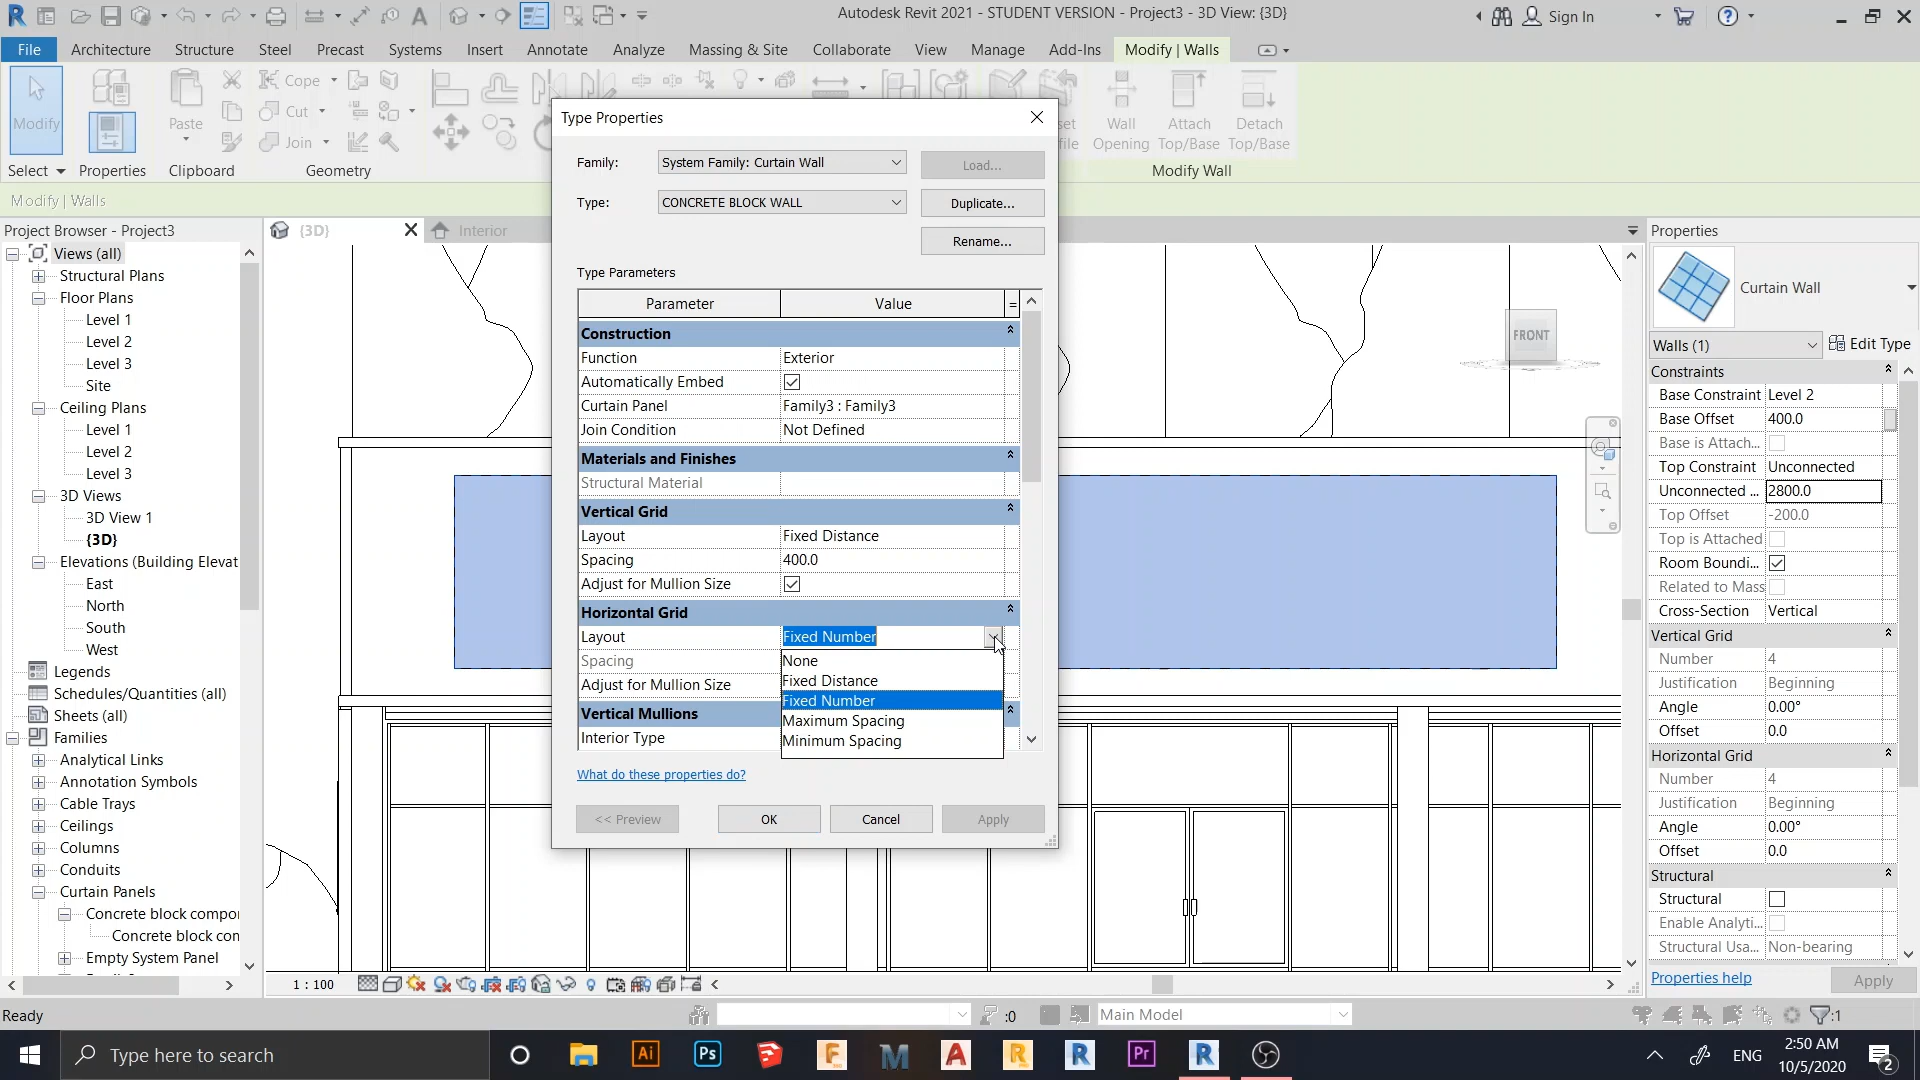 Autodesk Revit 2021 - STUDENT VERSION - Project3 - 3D View: {3D}
Sign In
File
Architecture
Structure
Steel
Precast
Systems
Insert
Annotate
Analyze
Massing & Site
Collaborate
View
Manage
Add-Ins
Modify | Walls
Modify
Paste
Cope
Cut
Join
Wall Opening
Attach Top/Base
Detach Top/Base
Select
Properties
Clipboard
Geometry
Modify Wall
Modify | Walls
Project Browser - Project3
Views (all)
Structural Plans
Floor Plans
Level 1
Level 2
Level 3
Site
Ceiling Plans
Level 1
Level 2
Level 3
3D Views
3D View 1
{3D}
Elevations (Building Elevat
East
North
South
West
Legends
Schedules/Quantities (all)
Sheets (all)
Families
Analytical Links
Annotation Symbols
Cable Trays
Ceilings
Columns
Conduits
Curtain Panels
Concrete block compor
Concrete block con
Empty System Panel
{3D}
Interior
Type Properties
Family:
System Family: Curtain Wall
Load...
Type:
CONCRETE BLOCK WALL
Duplicate...
Rename...
Type Parameters
Parameter
Value
=
Construction
Function
Exterior
Automatically Embed
Curtain Panel
Family3 : Family3
Join Condition
Not Defined
Materials and Finishes
Structural Material
Vertical Grid
Layout
Fixed Distance
Spacing
400.0
Adjust for Mullion Size
Horizontal Grid
Layout
Fixed Number
Spacing
Adjust for Mullion Size
None
Fixed Distance
Fixed Number
Maximum Spacing
Minimum Spacing
Vertical Mullions
Interior Type
What do these properties do?
<< Preview
OK
Cancel
Apply
FRONT
Properties
Curtain Wall
Walls (1)
Edit Type
Constraints
Base Constraint
Level 2
Base Offset
400.0
Base is Attach...
Top Constraint
Unconnected
Unconnected ...
2800.0
Top Offset
-200.0
Top is Attached
Room Boundi...
Related to Mass
Cross-Section
Vertical
Vertical Grid
Number
4
Justification
Beginning
Angle
0.00°
Offset
0.0
Horizontal Grid
Number
4
Justification
Beginning
Angle
0.00°
Offset
0.0
Structural
Structural
Enable Analyti...
Structural Usa...
Non-bearing
Properties help
Apply
1 : 100
Ready
:0
Main Model
:1
Type here to search
Ai
Ps
F
M
A
R
R
Pr
R
ENG
2:50 AM
10/5/2020
2